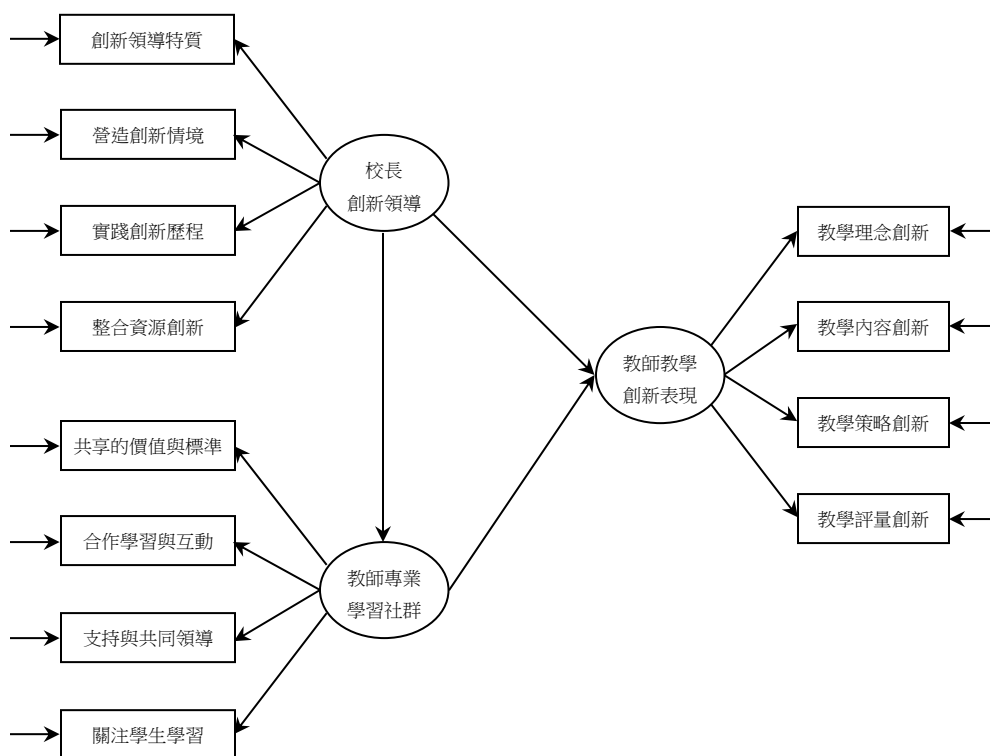 創新領導特質
營造創新情境
實踐創新歷程
整合資源創新
校長
創新領導
共享的價值與標準
合作學習與互動
支持與共同領導
關注學生學習
教師專業
學習社群
教師教學
創新表現
教學理念創新
教學內容創新
教學策略創新
教學評量創新